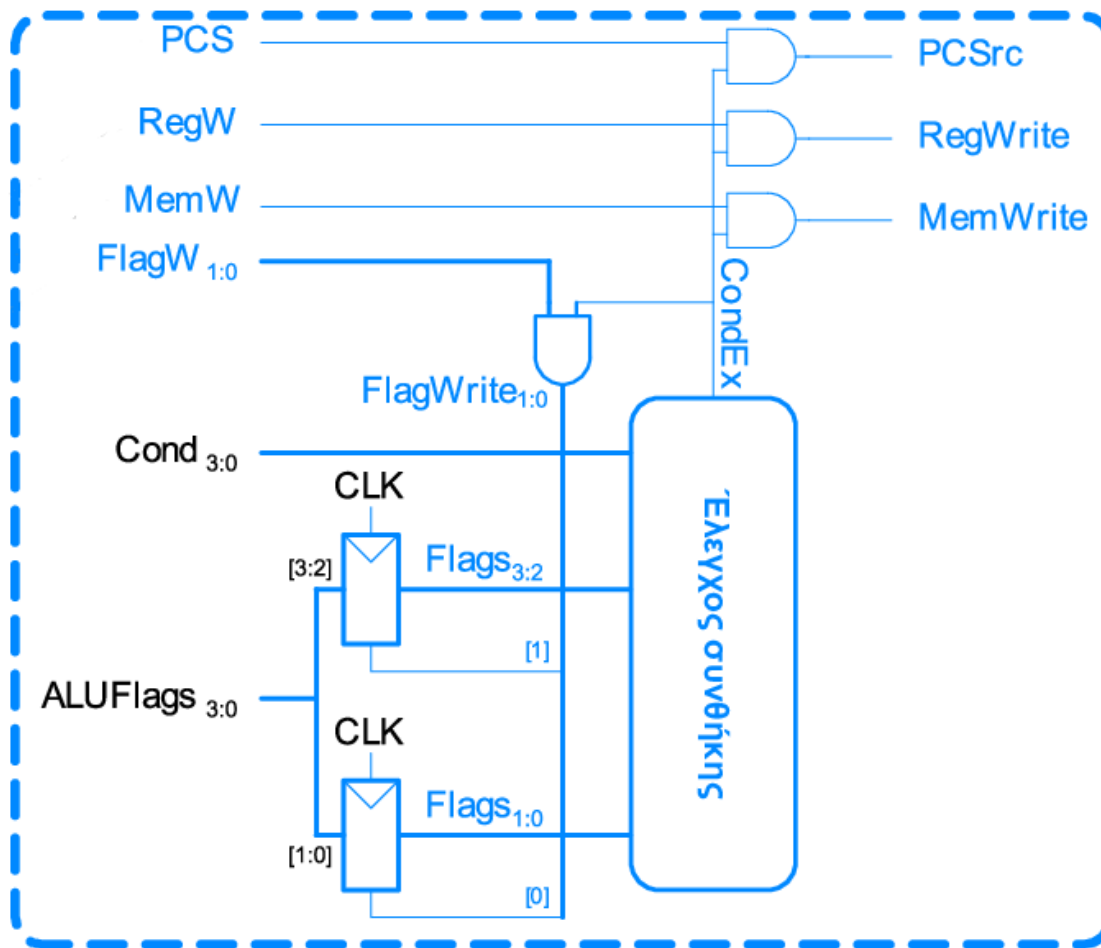 PCS
PCSrc
RegW
RegWrite
MemW
MemWrite
FlagW 1:0
CondEx
FlagWrite1:0
Cond 3:0
CLK
[3:2]
Flags3:2
[1]
ALUFlags 3:0
CLK
Flags1:0
[1:0]
[0]
Έλεγχος συνθήκης